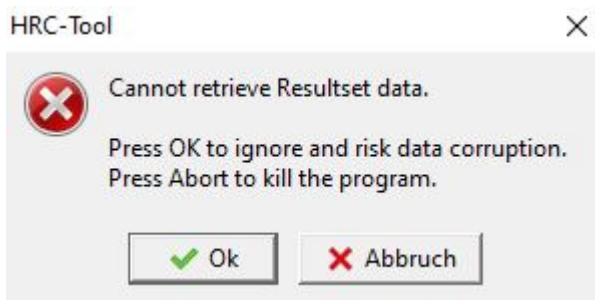 HRC-Tool
Cannot retrieve Resultset data.
Press OK to ignore and risk data corruption.
Press Abort to kill the program.
Ok
Abbruch